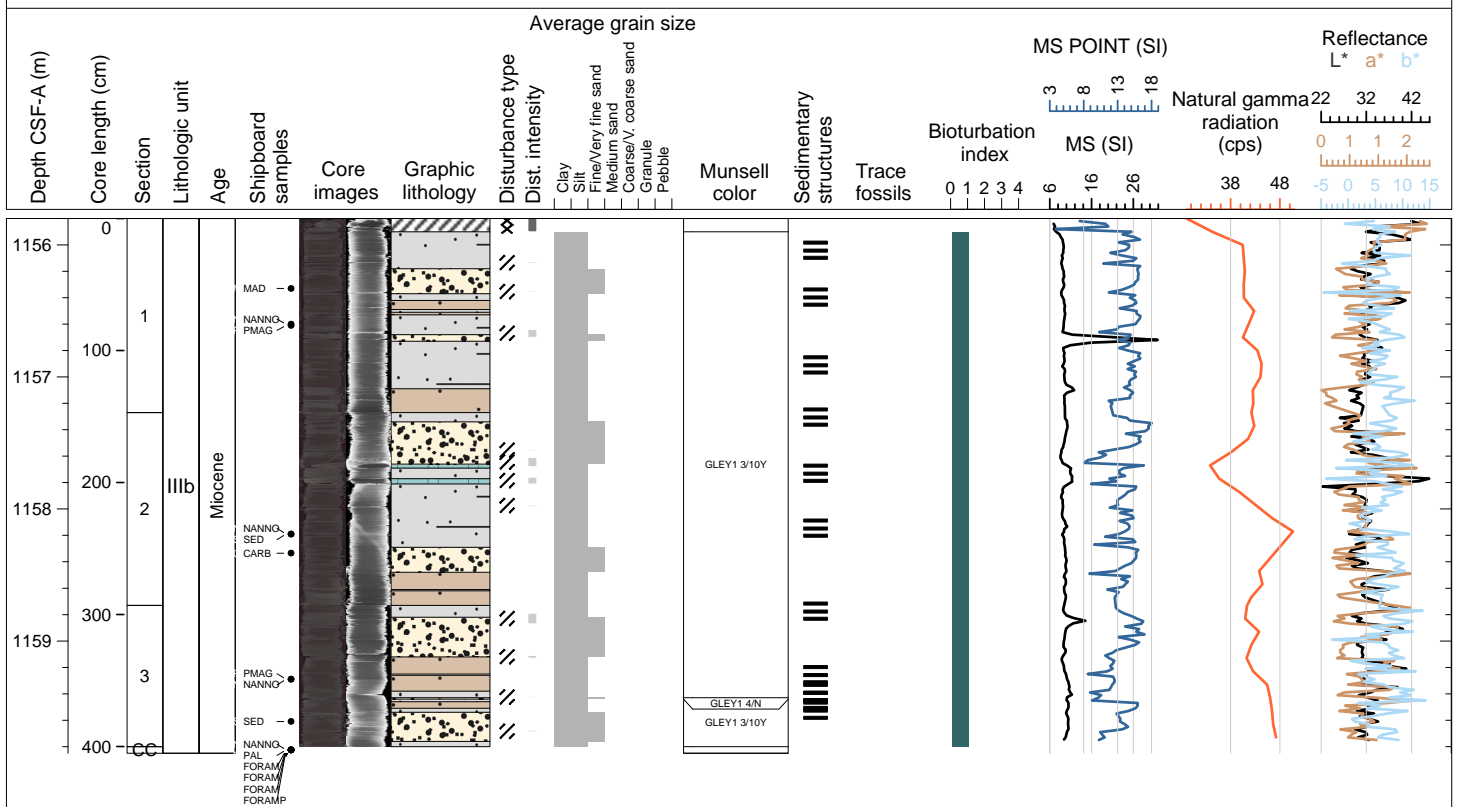 Average grain size
Depth CSF-A (m)
Core length (cm)
Section
Lithologic unit
Age
Shipboard
samples
Core
images
Graphic
lithology
Disturbance type
Dist. intensity
Clay
Silt
Fine/Very fine sand
Medium sand
Coarse/V. coarse sand
Granule
Pebble
Munsell
color
Sedimentary
structures
Trace
fossils
Bioturbation
index
0 1 2 3 4
MS POINT (SI)
3 8 13 18
MS (SI)
6 16 26
Natural gamma
radiation
(cps)
38 48
Reflectance
L* a* b*
22 32 42
0 1 1 2
-5 0 5 10 15
1156
1157
1158
1159
0
100
200
300
400
1
2
3
CC
IIIb
Miocene
MAD
NANNO
PMAG
NANNO
SED
CARB
PMAG
NANNO
SED
NANNO
PAL
FORAM
FORAM
FORAM
FORAMP
GLEY1 3/10Y
GLEY1 4/N
GLEY1 3/10Y